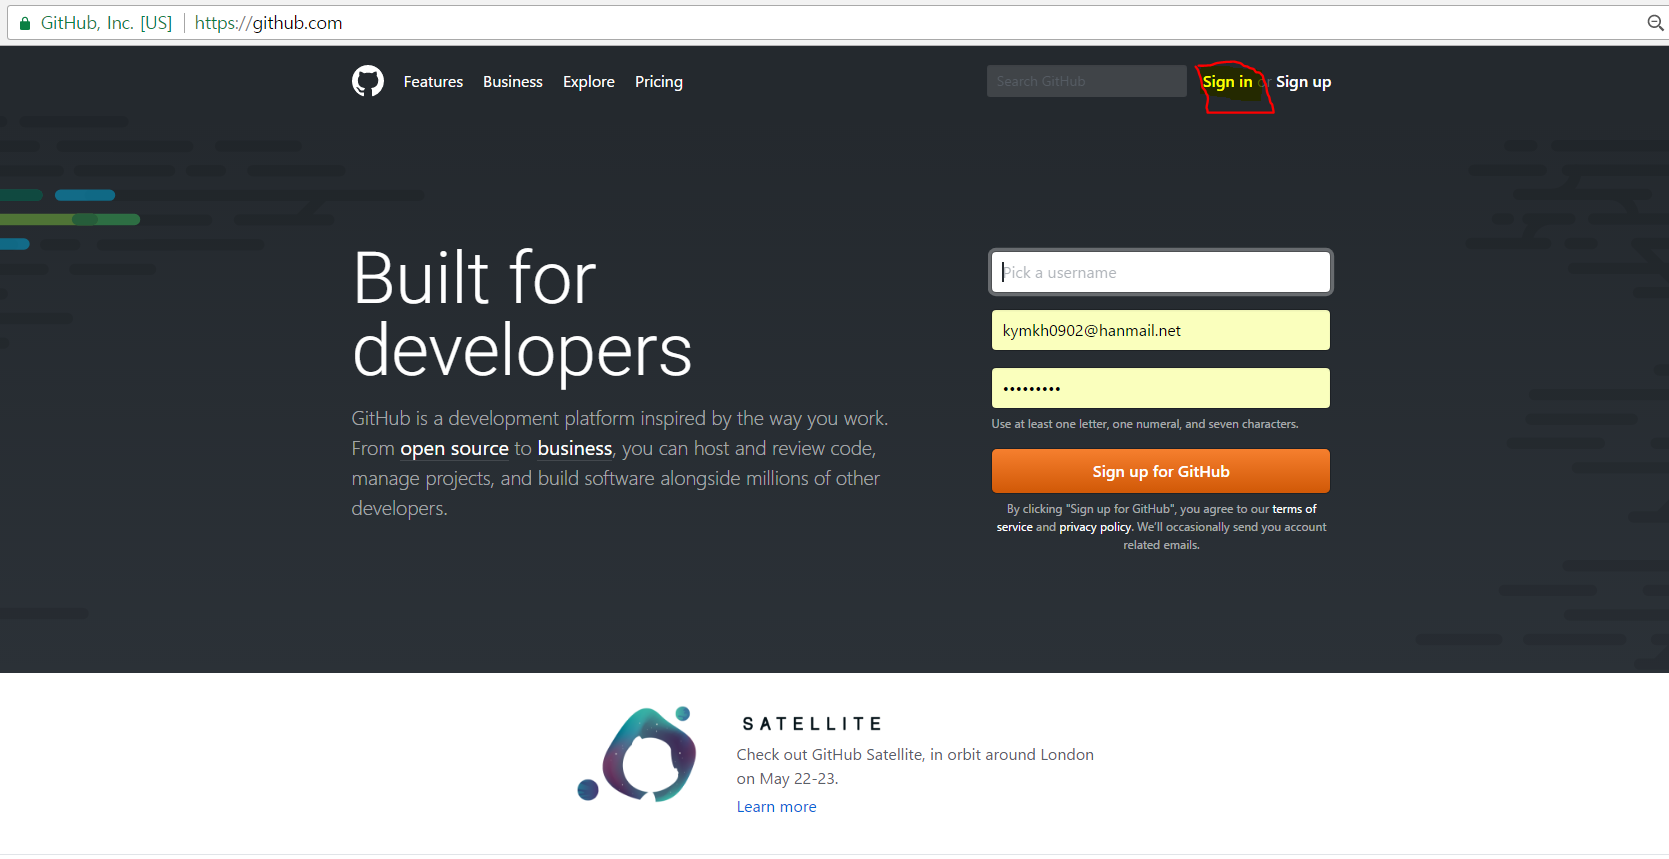 GitHub, Inc. [US] https://github.com
Features Business Explore Pricing Search GitHub Sign in or Sign up
Built for
developers
GitHub is a development platform inspired by the way you work.
From open source to business, you can host and review code,
manage projects, and build software alongside millions of other
developers.
Pick a username
kymkh0902@hanmail.net
•••••••••
Use at least one letter, one numeral, and seven characters.
Sign up for GitHub
By clicking "Sign up for GitHub", you agree to our terms of
service and privacy policy. We’ll occasionally send you account
related emails.
SATELLITE
Check out GitHub Satellite, in orbit around London
on May 22-23.
Learn more